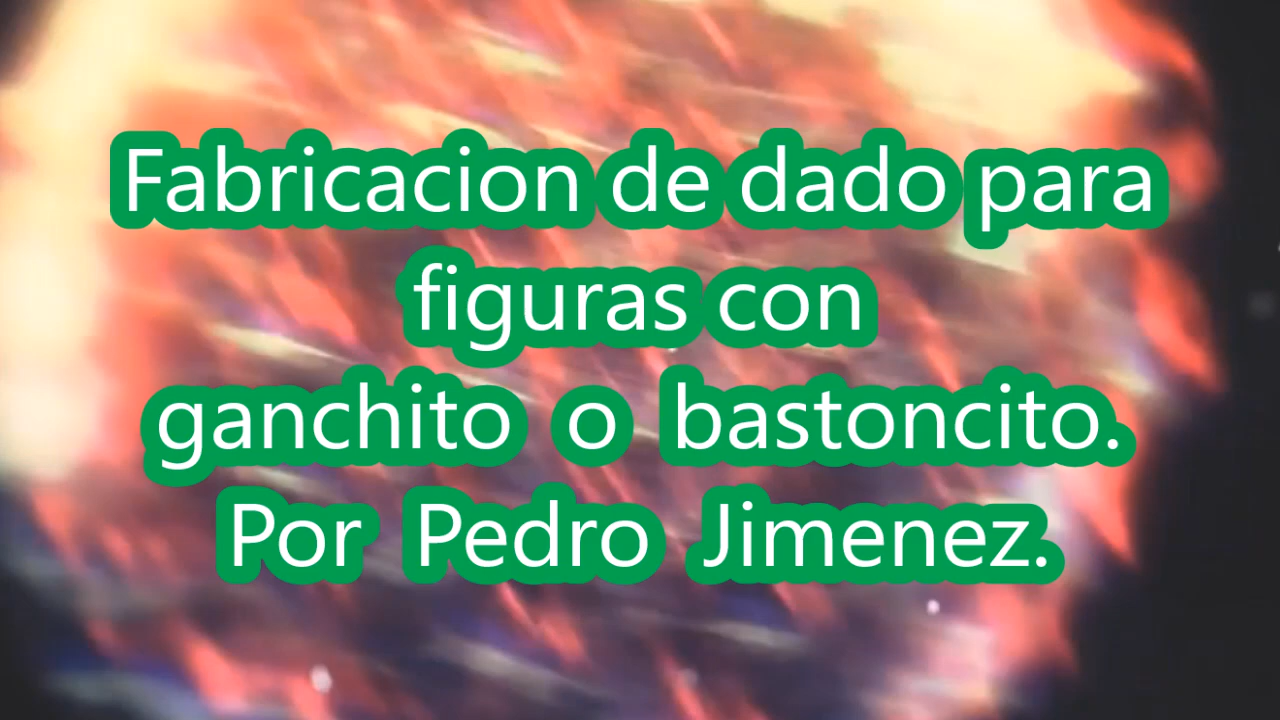 Fabricacion de dado para
figuras con
ganchito o bastoncito.
Por Pedro Jimenez.